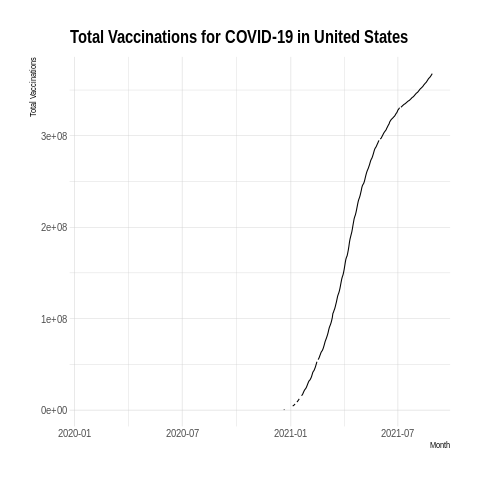 Total Vaccinations for COVID-19 in United States
Total Vaccinations
3e+08
2e+08
1e+08
0e+00
2020-01 2020-07 2021-01 2021-07
Month